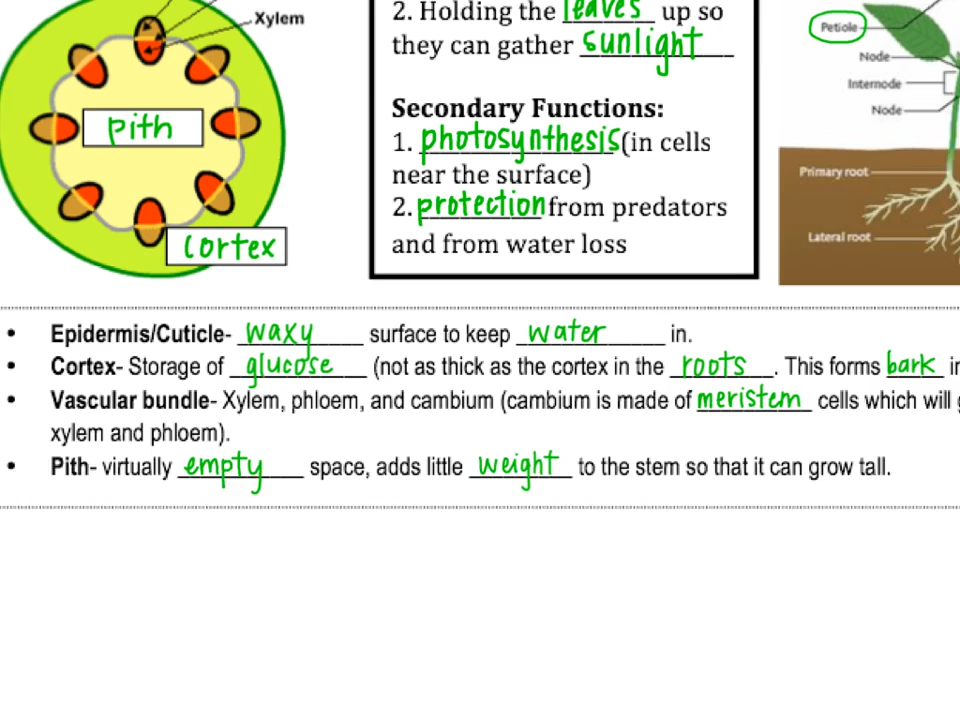 Xylem
pith
cortex
2. Holding the leaves up so
they can gather sunlight
Secondary Functions:
1. photosynthesis (in cells
near the surface)
2. protection from predators
and from water loss
Petiole
Node
Internode
Node
Primary root
Lateral root
• Epidermis/Cuticle- waxy surface to keep water in.
• Cortex- Storage of glucose (not as thick as the cortex in the roots. This forms bark
• Vascular bundle- Xylem, phloem, and cambium (cambium is made of meristem cells which will
xylem and phloem).
• Pith- virtually empty space, adds little weight to the stem so that it can grow tall.